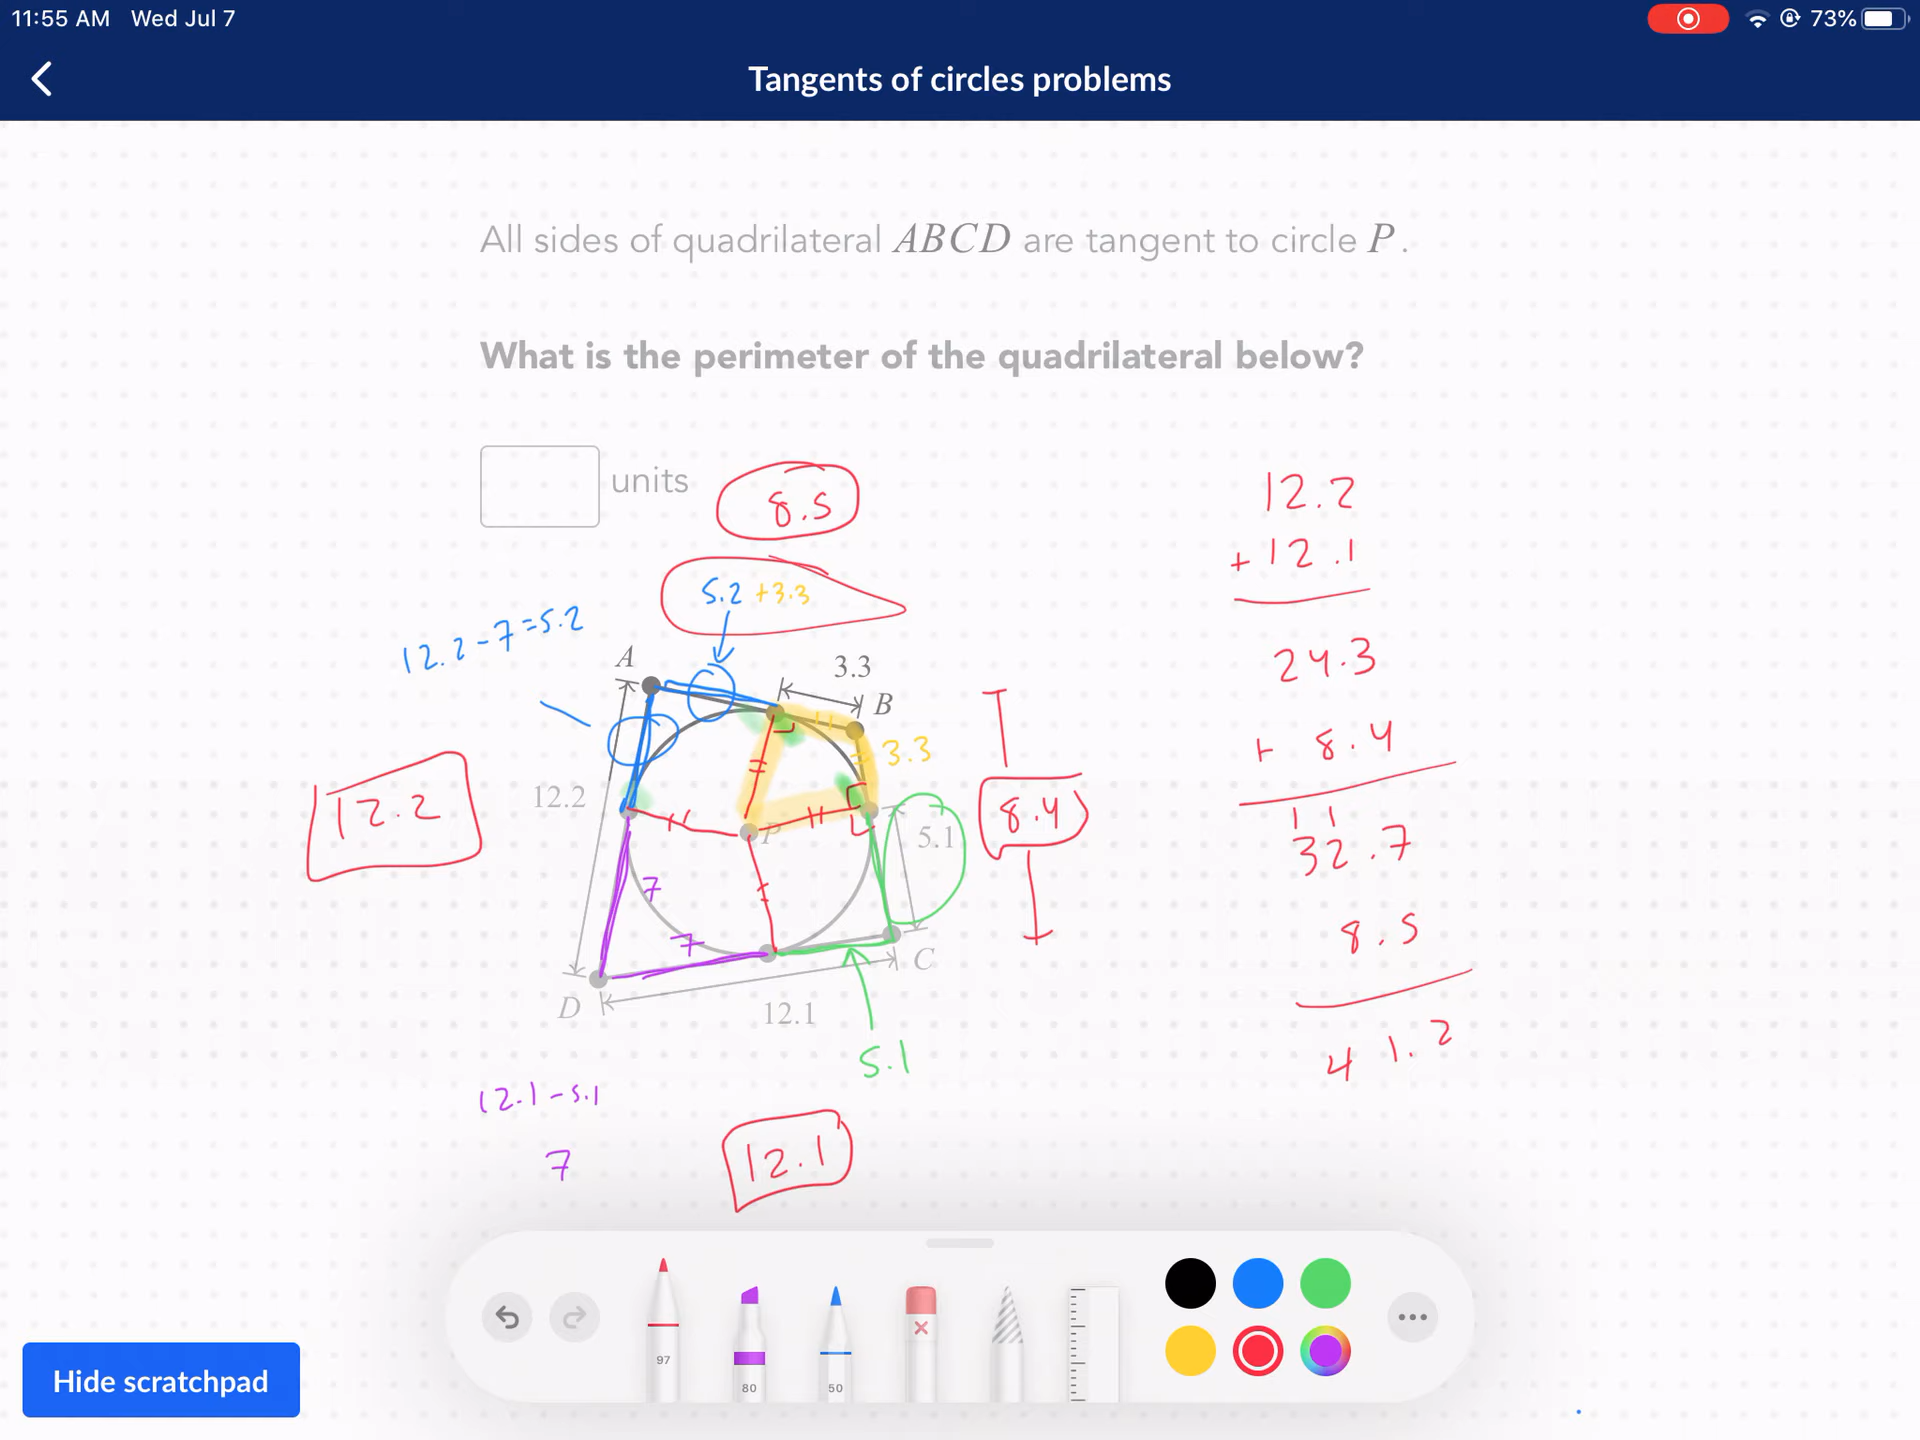 11:55 AM Wed Jul 7
73%
Tangents of circles problems
All sides of quadrilateral ABCD are tangent to circle P.
What is the perimeter of the quadrilateral below?
units
8.5
5.2 +3.3
12.2 - 7 = 5.2
A
3.3
B
3.3
12.2
12.2
P
5.1
8.4
7
7
D
C
12.1
5.1
12.1 - 5.1
7
12.1
12.2
+ 12.1
24.3
+ 8.4
1 1
32.7
8.5
41.2
97
80
50
Hide scratchpad